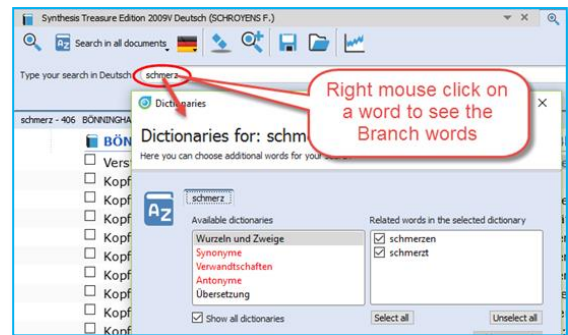 Synthesis Treasure Edition 2009V Deutsch (SCHROYENS F.)
Search in all documents
Type your search in Deutsch schmerz
Right mouse click on
a word to see the
Branch words
Dictionaries
schmerz - 406 BÖNNINGHA
Dictionaries for: schm
Here you can choose additional words for your
BÖN
Vers
Kopf
Kopf
Kopf
Kopf
Kopf
Kopf
Kopf
Kopf
Kopf
AZ
schmerz
Available dictionaries
Related words in the selected dictionary
Wurzeln und Zweige
Synonyme
Verwandtschaften
Antonyme
Übersetzung
schmerzen
schmerzt
Show all dictionaries
Select all
Unselect all